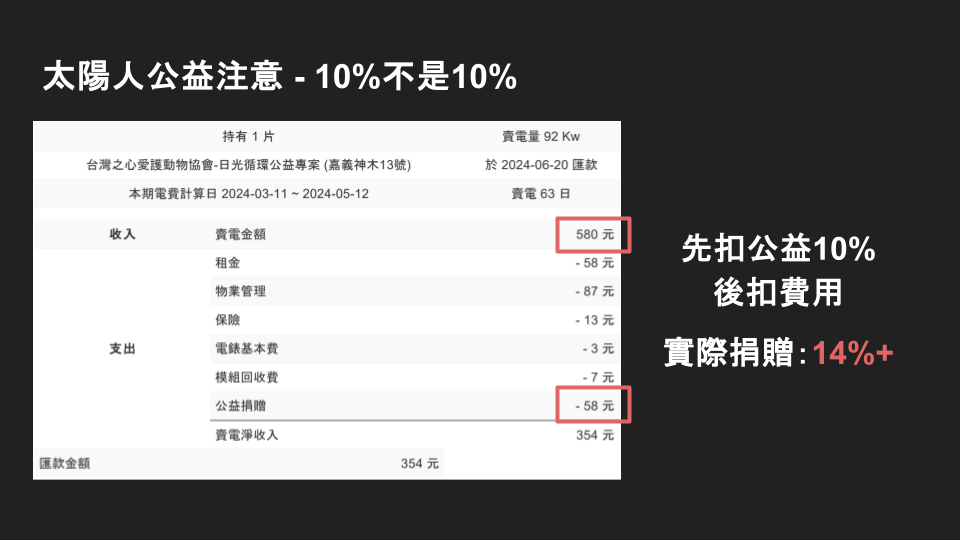 太陽人公益注意 - 10%不是10%
持有 1 片 賣電量 92 Kw
台灣之心愛護動物協會-日光循環公益專案 (嘉義神木13號) 於 2024-06-20 匯款
本期電費計算日 2024-03-11 ~ 2024-05-12 賣電 63 日
收入 賣電金額 580 元
租金 - 58 元
物業管理 - 87 元
保險 - 13 元
支出 電錶基本費 - 3 元
模組回收費 - 7 元
公益捐贈 - 58 元
賣電淨收入 354 元
匯款金額 354 元
先扣公益10%
後扣費用
實際捐贈：14%+